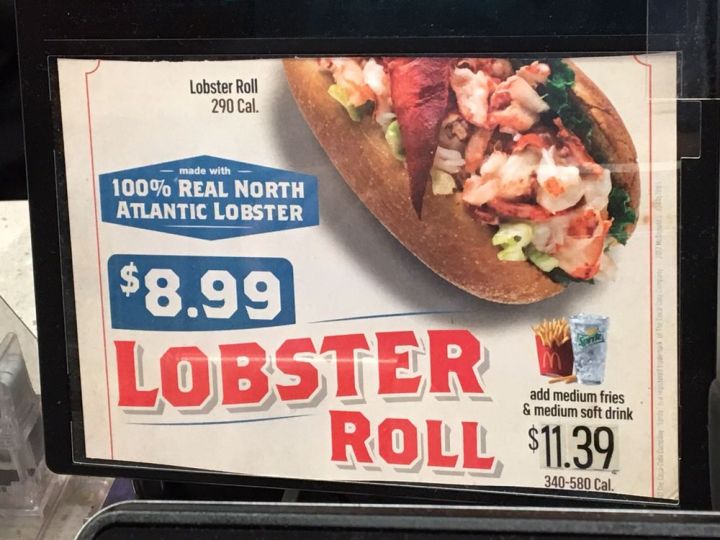 Lobster Roll
290 Cal.
made with
100% REAL NORTH
ATLANTIC LOBSTER
$8.99
LOBSTER
ROLL
Sprite
add medium fries
& medium soft drink
$11.39
340-580 Cal.